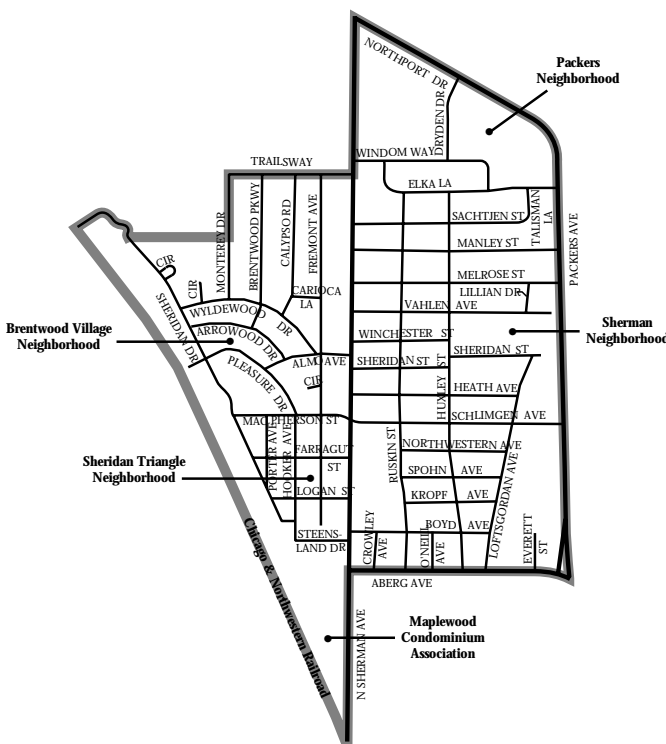 NORTHPORT DR
Packers
Neighborhood
DRYDEN DR
WINDOM WAY
TRAILSWAY
ELKA LA
TALISMAN
LA
SACHTJEN ST
MANLEY ST
PACKERS AVE
MONTEREY DR
BRENTWOOD PKWY
CALYPSO RD
FREMONT AVE
CIR
CIR
MELROSE ST
LILLIAN DR
CARIOCA
LA
VAHLEN AVE
SHERIDAN DR
WYLDEWOOD DR
ARROWOOD DR
Brentwood Village
Neighborhood
Sherman
Neighborhood
WINCHESTER ST
SHERIDAN ST
SHERIDAN ST
ALMO AVE
PLEASURE DR
CIR
HUXLEY ST
HEATH AVE
MACPHERSON ST
SCHLIMGEN AVE
PORTER AVE
HOOKER AVE
FARRAGUT
ST
RUSKIN ST
NORTHWESTERN AVE
LOFTSGORDAN AVE
Sheridan Triangle
Neighborhood
SPOHN AVE
LOGAN ST
KROPF AVE
BOYD AVE
STEENS-
LAND DR
CROWLEY
AVE
O'NEILL
AVE
EVERETT
ST
ABERG AVE
Chicago & Northwestern Railroad
N SHERMAN AVE
Maplewood
Condominium
Association